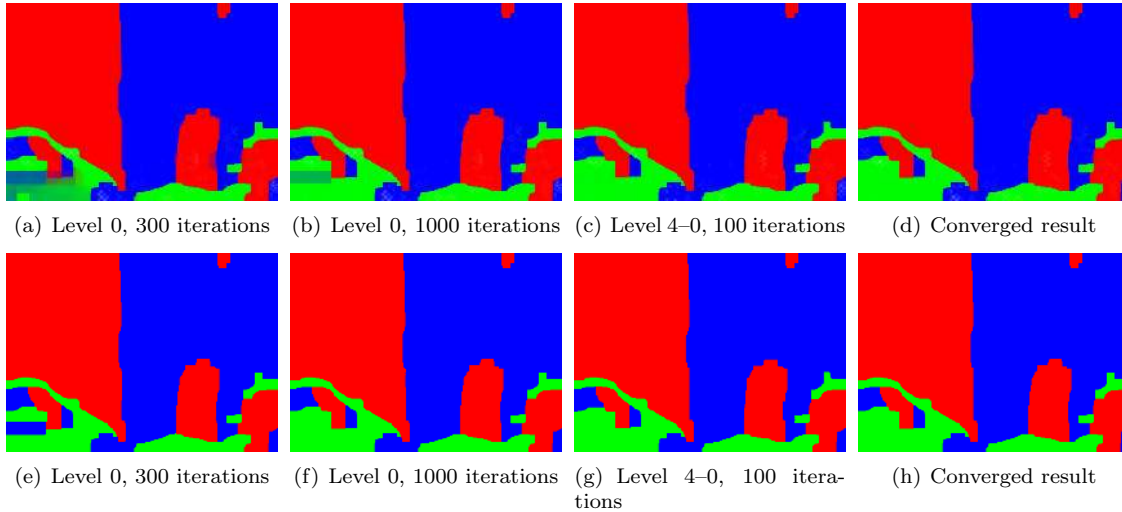 (a) Level 0, 300 iterations
(b) Level 0, 1000 iterations
(c) Level 4–0, 100 iterations
(d) Converged result
(e) Level 0, 300 iterations
(f) Level 0, 1000 iterations
(g) Level 4–0, 100 itera-
tions
(h) Converged result